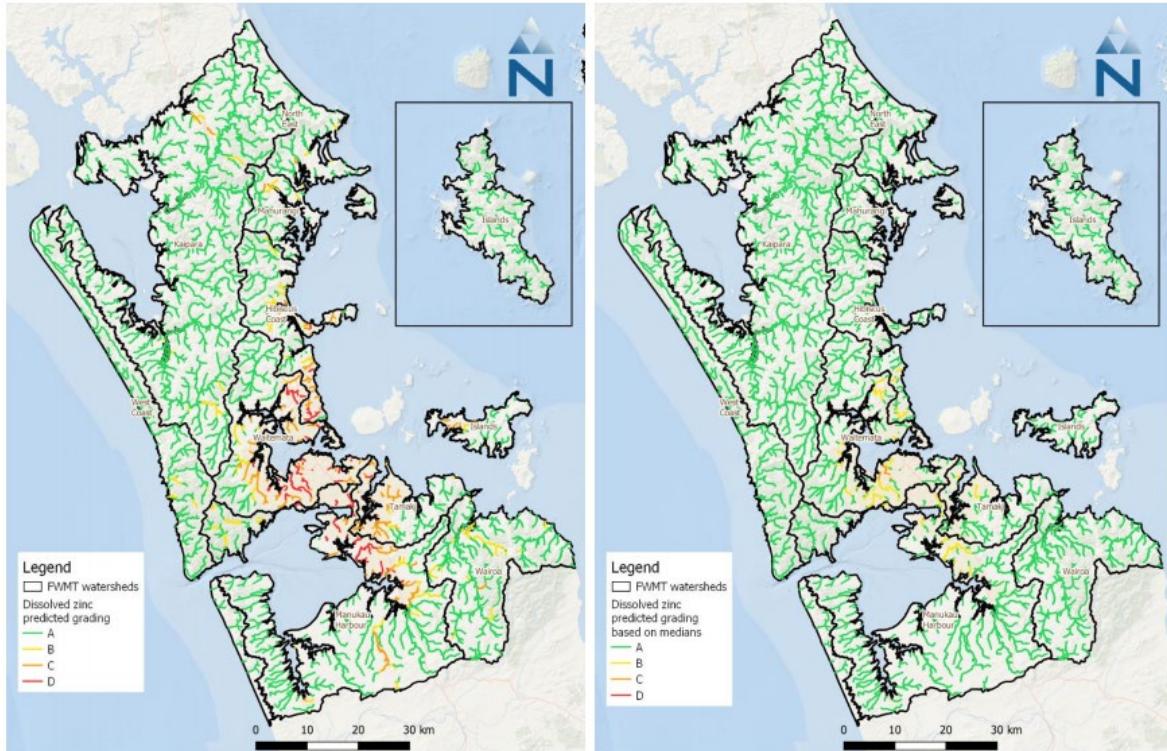 N
North
East
Mahurangi
Kaipara
Hibiscus
Coast
Islands
West
Coast
Waitemata
Islands
Tamaki
Wairoa
Manukau
Harbour
Legend
FWMT watersheds
Dissolved zinc
predicted grading
A
B
C
D
0 10 20 30 km
N
North
East
Mahurangi
Kaipara
Hibiscus
Coast
Islands
West
Coast
Waitemata
Islands
Tamaki
Wairoa
Manukau
Harbour
Legend
FWMT watersheds
Dissolved zinc
predicted grading
based on medians
A
B
C
D
0 10 20 30 km